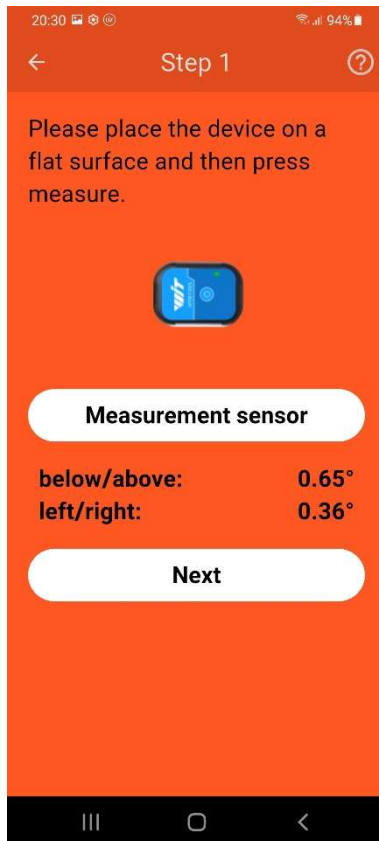 20:30 94%
Step 1
Please place the device on a
flat surface and then press
measure.
WIT
Measurement sensor
below/above: 0.65°
left/right: 0.36°
Next